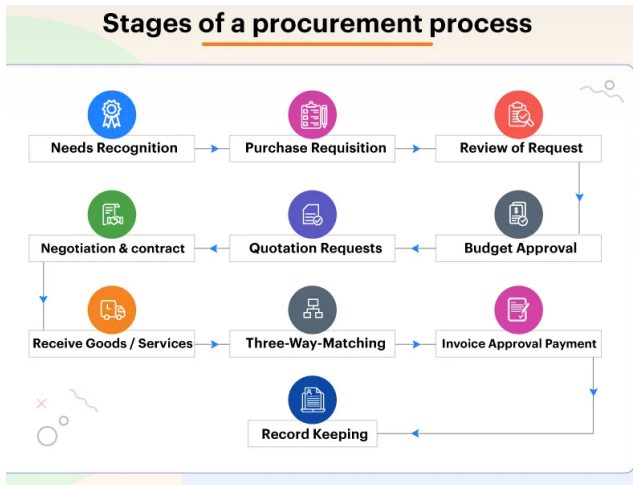 Stages of a procurement process
Needs Recognition
Purchase Requisition
Review of Request
Negotiation & contract
Quotation Requests
Budget Approval
Receive Goods / Services
Three-Way-Matching
Invoice Approval Payment
Record Keeping